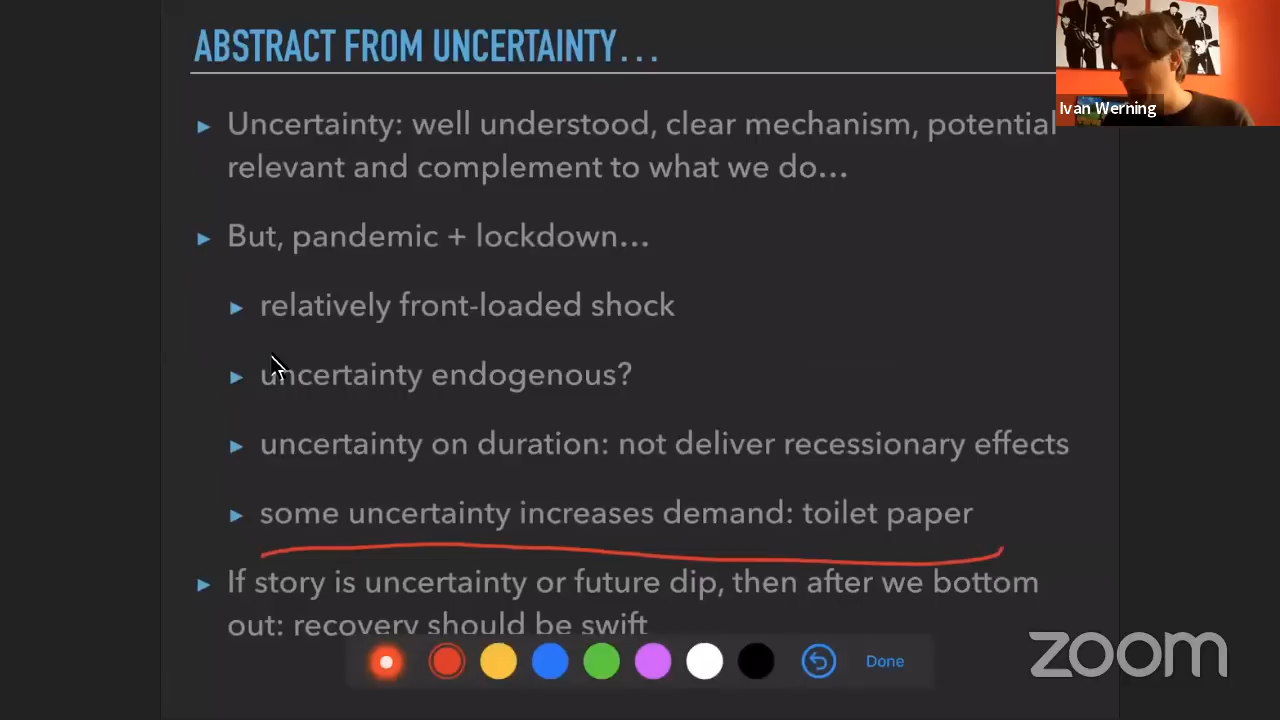 ABSTRACT FROM UNCERTAINTY...
Ivan Werning
▸ Uncertainty: well understood, clear mechanism, potential
relevant and complement to what we do...
▸ But, pandemic + lockdown...
▸ relatively front-loaded shock
▸ uncertainty endogenous?
▸ uncertainty on duration: not deliver recessionary effects
▸ some uncertainty increases demand: toilet paper
▸ If story is uncertainty or future dip, then after we bottom
out: recovery should be swift
Done
zoom